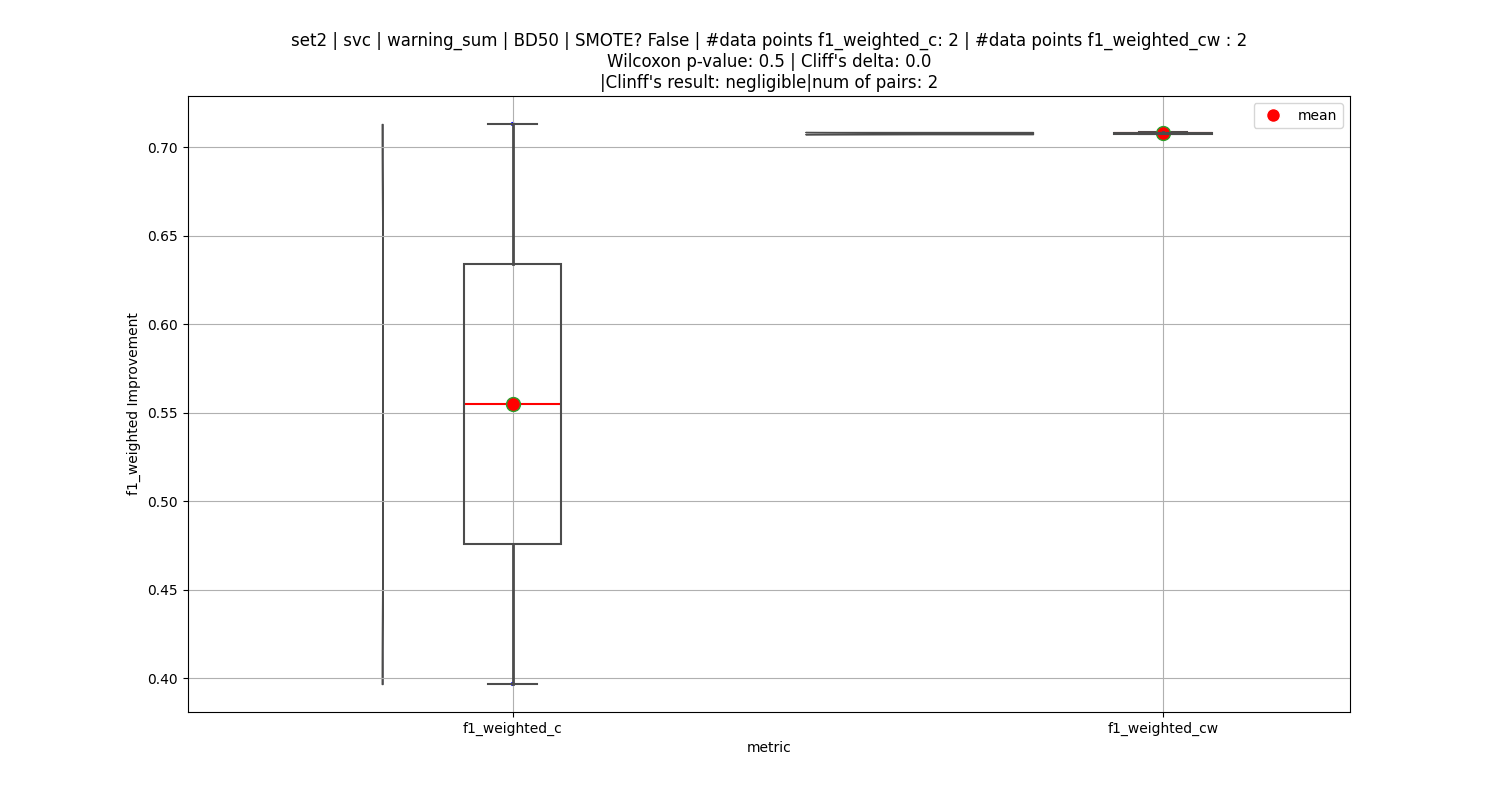 set2 | svc | warning_sum | BD50 | SMOTE? False | #data points f1_weighted_c: 2 | #data points f1_weighted_cw : 2
Wilcoxon p-value: 0.5 | Cliff's delta: 0.0
|Clinff's result: negligible|num of pairs: 2
mean
0.70
0.65
0.60
0.55
0.50
0.45
0.40
f1_weighted Improvement
f1_weighted_c
f1_weighted_cw
metric